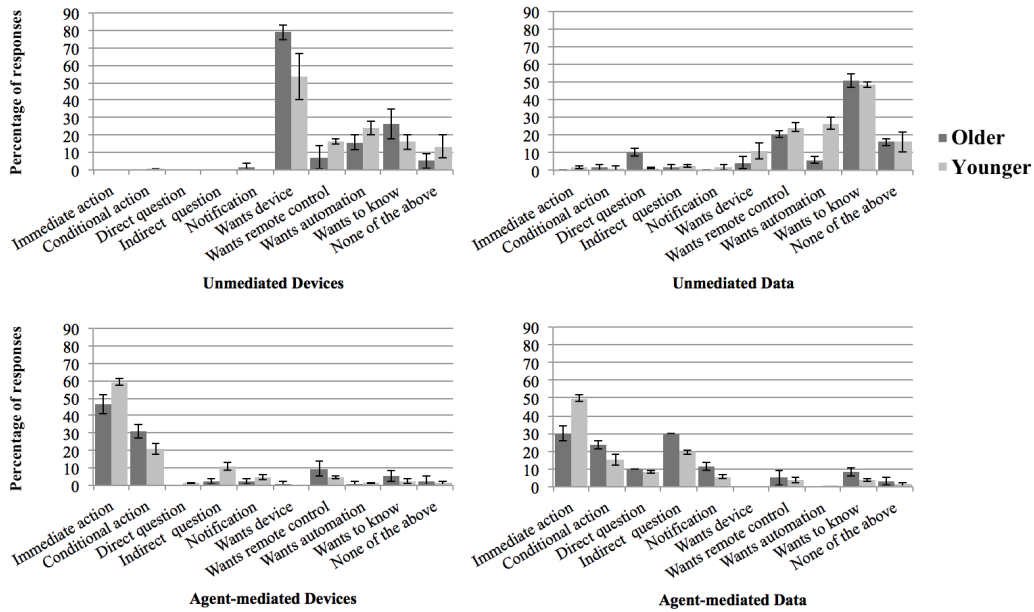 Percentage of responses
90
80
70
60
50
40
30
20
10
0
Immediate action
Conditional action
Direct question
Indirect question
Notification
Wants device
Wants remote control
Wants automation
Wants to know
None of the above
Unmediated Devices
90
80
70
60
50
40
30
20
10
0
Immediate action
Conditional action
Direct question
Indirect question
Notification
Wants device
Wants remote control
Wants automation
Wants to know
None of the above
Unmediated Data
Older
Younger
Percentage of responses
90
80
70
60
50
40
30
20
10
0
Immediate action
Conditional action
Direct question
Indirect question
Notification
Wants device
Wants remote control
Wants automation
Wants to know
None of the above
Agent-mediated Devices
90
80
70
60
50
40
30
20
10
0
Immediate action
Conditional action
Direct question
Indirect question
Notification
Wants device
Wants remote control
Wants automation
Wants to know
None of the above
Agent-mediated Data